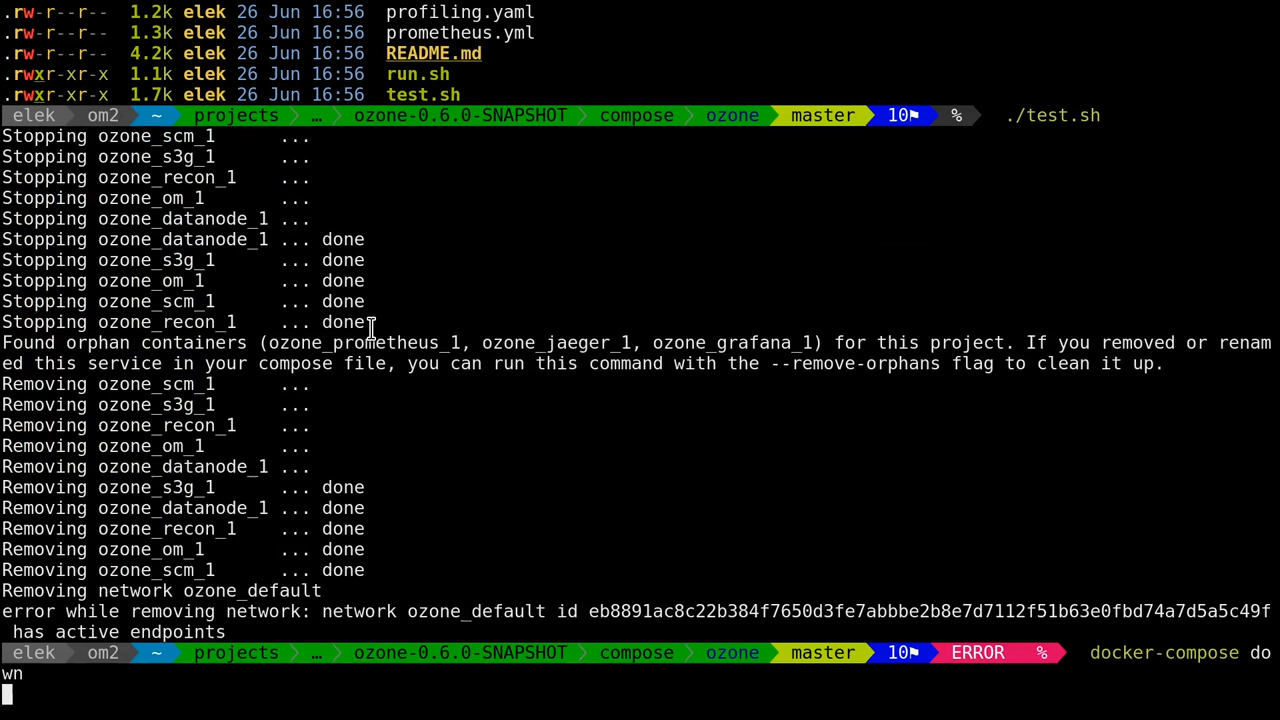 .rw-r--r-- 1.2k elek 26 Jun 16:56 profiling.yaml
.rw-r--r-- 1.3k elek 26 Jun 16:56 prometheus.yml
.rw-r--r-- 4.2k elek 26 Jun 16:56 README.md
.rwxr-xr-x 1.1k elek 26 Jun 16:56 run.sh
.rwxr-xr-x 1.7k elek 26 Jun 16:56 test.sh
elek om2 ~ projects … ozone-0.6.0-SNAPSHOT compose ozone master 10⚑ % ./test.sh
Stopping ozone_scm_1 ...
Stopping ozone_s3g_1 ...
Stopping ozone_recon_1 ...
Stopping ozone_om_1 ...
Stopping ozone_datanode_1 ...
Stopping ozone_datanode_1 ... done
Stopping ozone_s3g_1 ... done
Stopping ozone_om_1 ... done
Stopping ozone_scm_1 ... done
Stopping ozone_recon_1 ... done
Found orphan containers (ozone_prometheus_1, ozone_jaeger_1, ozone_grafana_1) for this project. If you removed or renam
ed this service in your compose file, you can run this command with the --remove-orphans flag to clean it up.
Removing ozone_scm_1 ...
Removing ozone_s3g_1 ...
Removing ozone_recon_1 ...
Removing ozone_om_1 ...
Removing ozone_datanode_1 ...
Removing ozone_s3g_1 ... done
Removing ozone_datanode_1 ... done
Removing ozone_recon_1 ... done
Removing ozone_om_1 ... done
Removing ozone_scm_1 ... done
Removing network ozone_default
error while removing network: network ozone_default id eb8891ac8c22b384f7650d3fe7abbbe2b8e7d7112f51b63e0fbd74a7d5a5c49f
has active endpoints
elek om2 ~ projects … ozone-0.6.0-SNAPSHOT compose ozone master 10⚑ ERROR % docker-compose do
wn